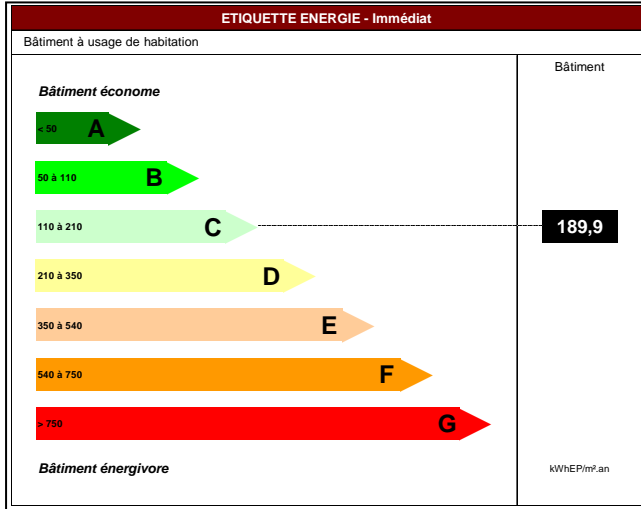 ETIQUETTE ENERGIE - Immédiat
Bâtiment à usage de habitation
Bâtiment
Bâtiment économe
< 50 A
50 à 110 B
110 à 210 C 189,9
210 à 350 D
350 à 540 E
540 à 750 F
> 750 G
Bâtiment énergivore kWhEP/m².an